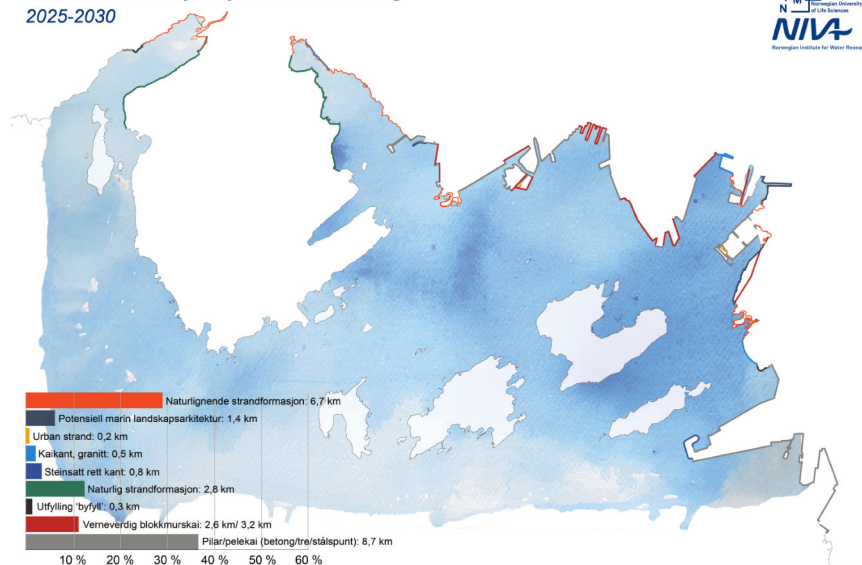 2025-2030
N M
Norwegian University
of Life Sciences
NIVA
Norwegian Institute for Water Resea
Naturlignende strandformasjon: 6,7 km
Potensiell marin landskapsarkitektur: 1,4 km
Urban strand: 0,2 km
Kaikant, granitt: 0,5 km
Steinsatt rett kant: 0,8 km
Naturlig strandformasjon: 2,8 km
Utfylling 'byfyll': 0,3 km
Verneverdig blokkmurskai: 2,6 km/ 3,2 km
Pilar/pelekai (betong/tre/stålspunt): 8,7 km
10 % 20 % 30 % 40 % 50 % 60 %